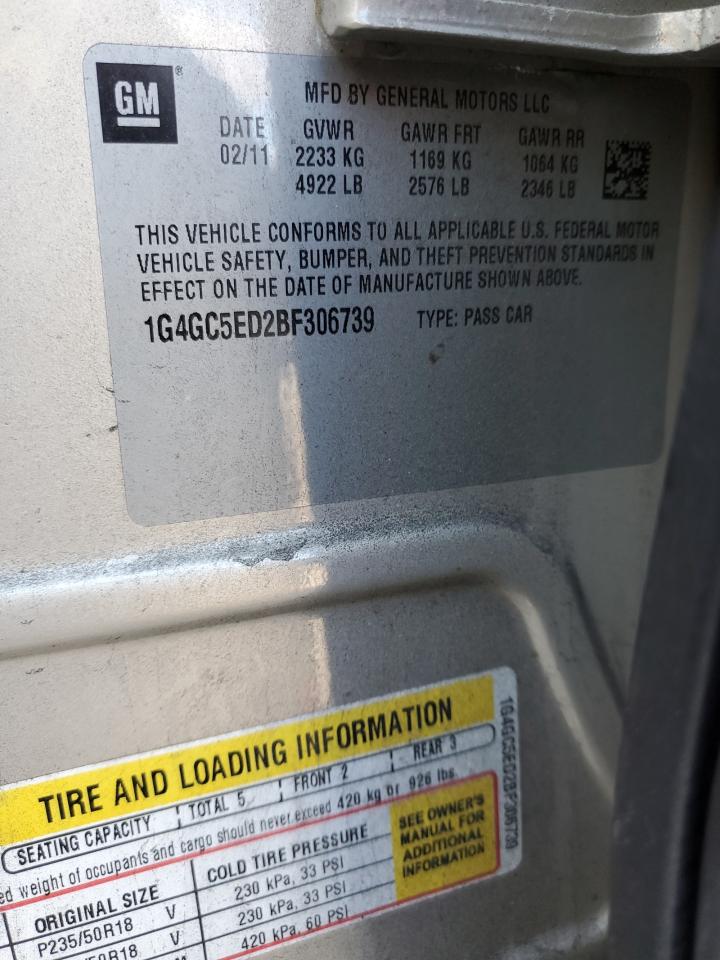 GM ®
MFD BY GENERAL MOTORS LLC
DATE GVWR GAWR FRT GAWR RR
02/11 2233 KG 1169 KG 1064 KG
4922 LB 2576 LB 2346 LB
THIS VEHICLE CONFORMS TO ALL APPLICABLE U.S. FEDERAL MOTOR
VEHICLE SAFETY, BUMPER, AND THEFT PREVENTION STANDARDS IN
EFFECT ON THE DATE OF MANUFACTURE SHOWN ABOVE.
1G4GC5ED2BF306739 TYPE: PASS CAR
TIRE AND LOADING INFORMATION
SEATING CAPACITY TOTAL 5 FRONT 2 REAR 3
weight of occupants and cargo should never exceed 420 kg or 926 lbs.
ORIGINAL SIZE COLD TIRE PRESSURE
P235/50R18 V 230 kPa, 33 PSI
V 230 kPa, 33 PSI
420 kPa, 60 PSI
SEE OWNER'S
MANUAL FOR
ADDITIONAL
INFORMATION
1G4GC5ED2BF306739